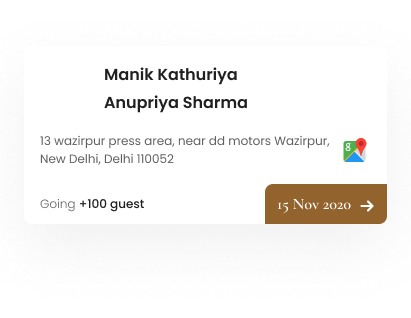 Manik Kathuriya
Anupriya Sharma
13 wazirpur press area, near dd motors Wazirpur,
New Delhi, Delhi 110052
Going +100 guest
15 Nov 2020